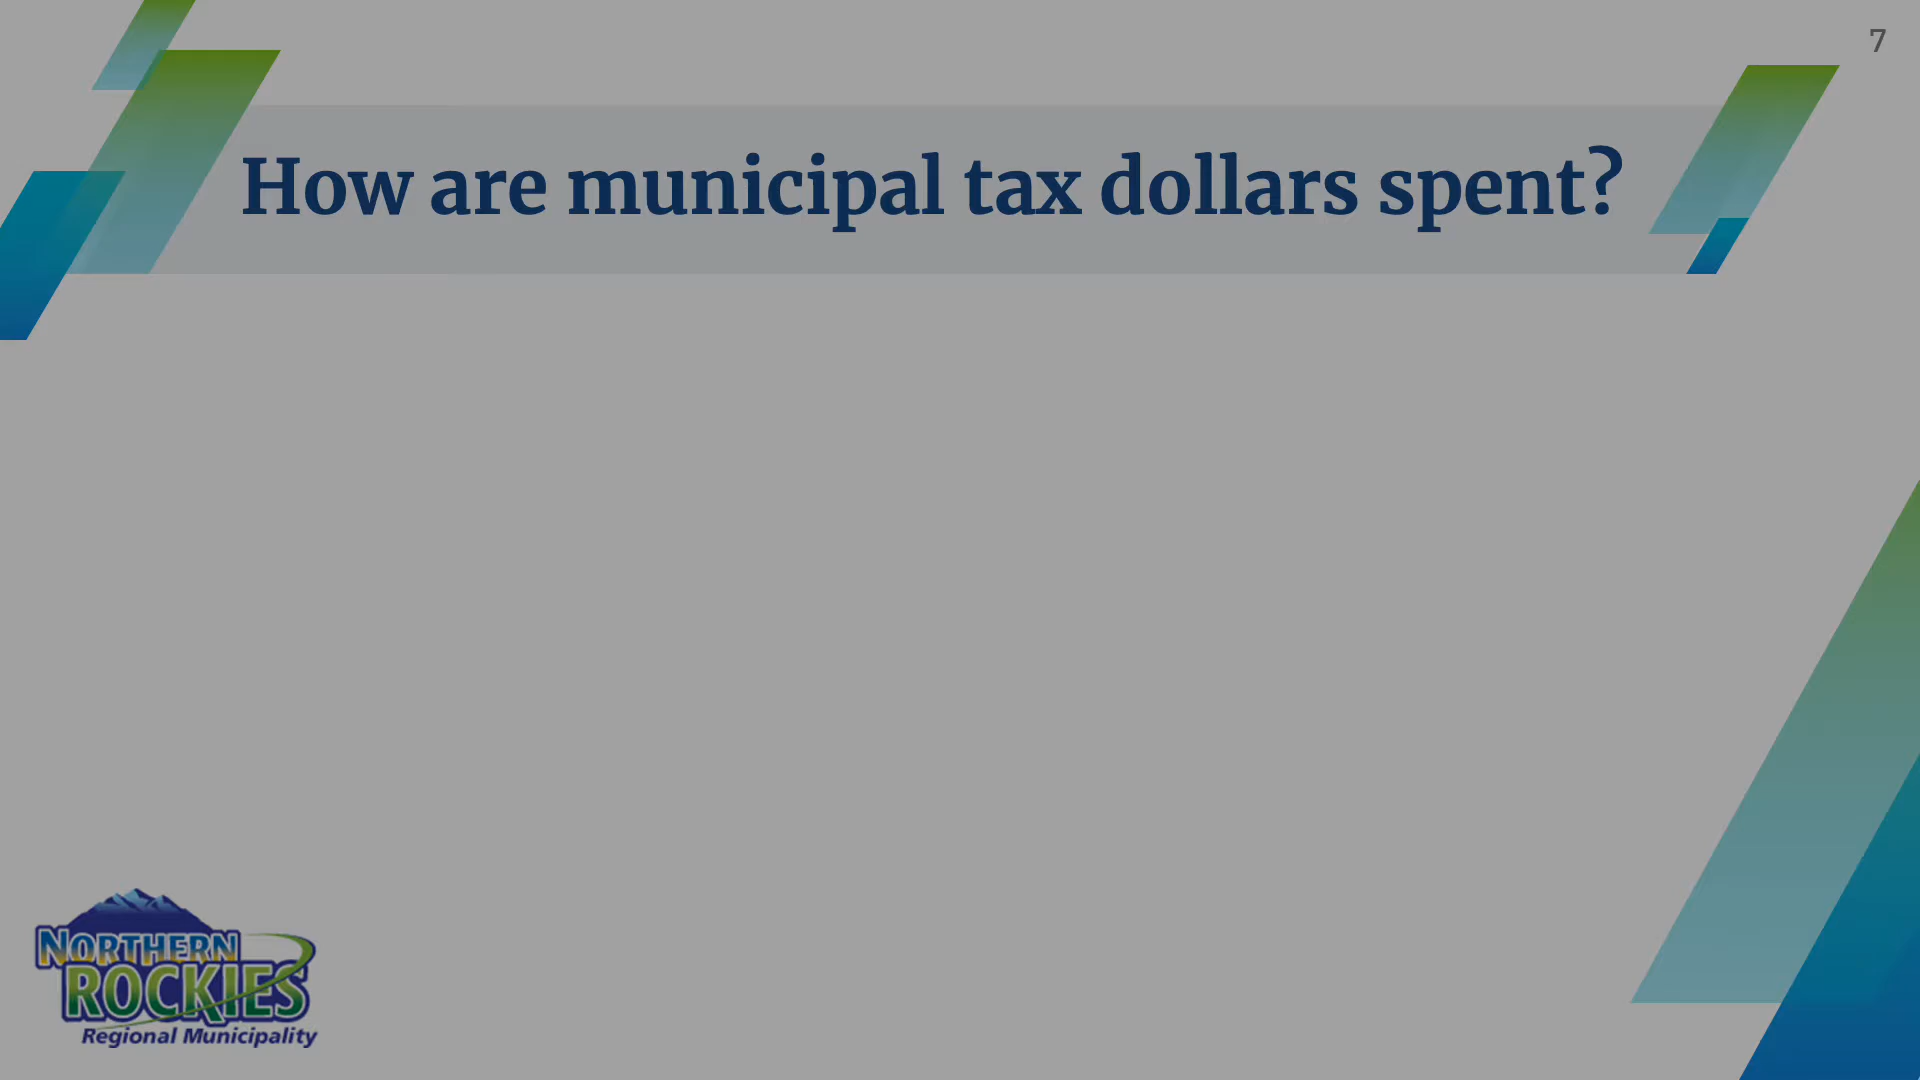 7
How are municipal tax dollars spent?
NORTHERN
ROCKIES
Regional Municipality